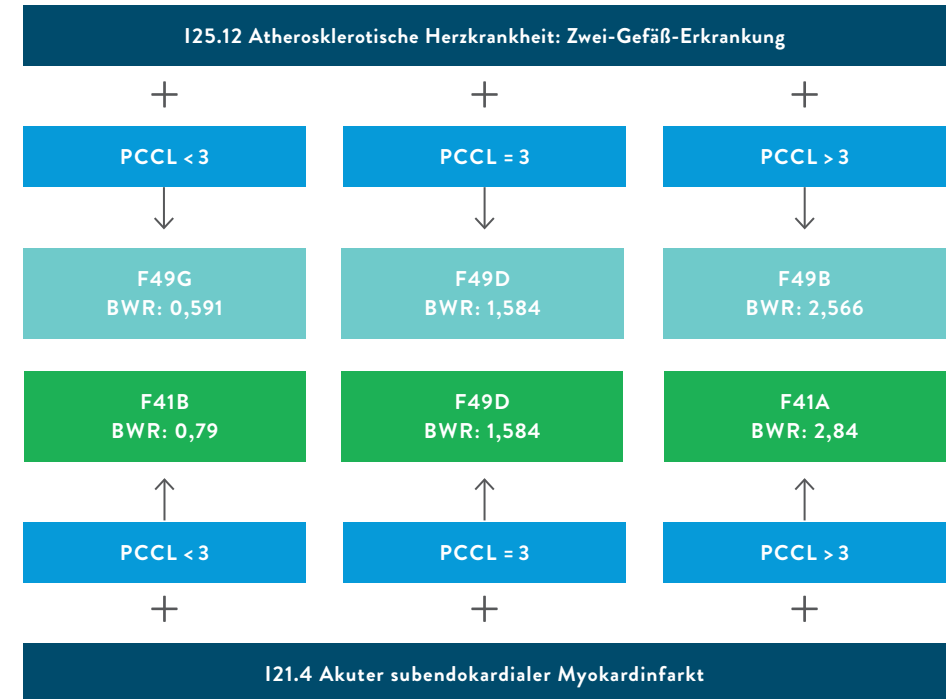 I25.12 Atherosklerotische Herzkrankheit: Zwei-Gefäß-Erkrankung
+ + +
PCCL < 3
PCCL = 3
PCCL > 3
F49G
BWR: 0,591
F49D
BWR: 1,584
F49B
BWR: 2,566
F41B
BWR: 0,79
F49D
BWR: 1,584
F41A
BWR: 2,84
PCCL < 3
PCCL = 3
PCCL > 3
+ + +
I21.4 Akuter subendokardialer Myokardinfarkt